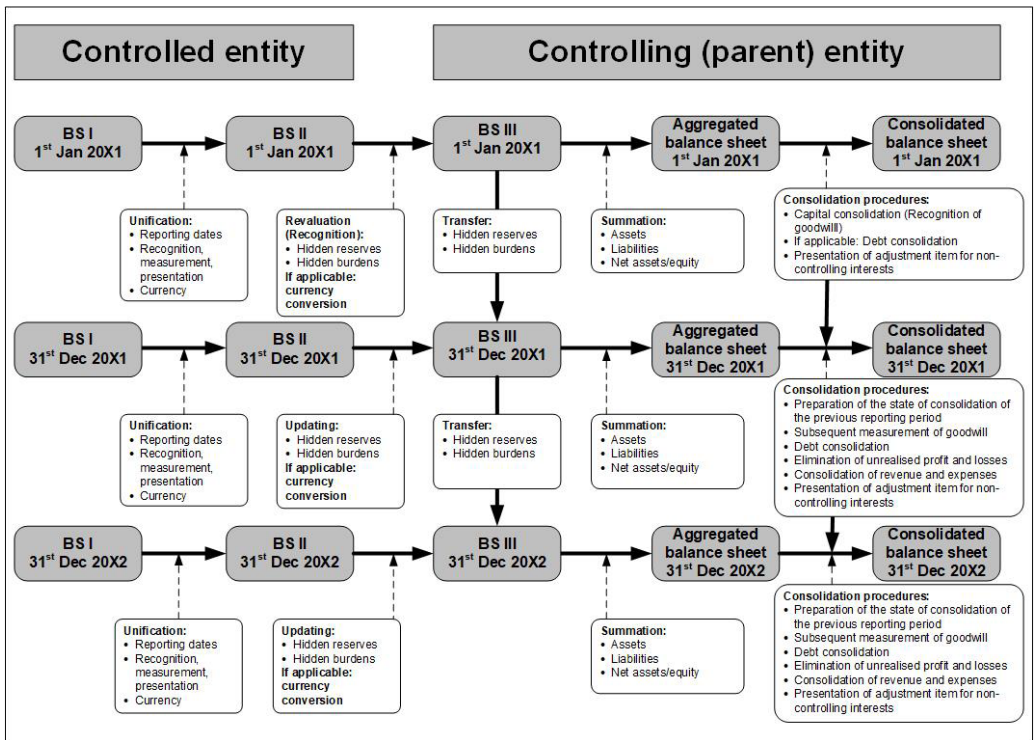 Controlled entity
Controlling (parent) entity
BS I
1st Jan 20X1
BS II
1st Jan 20X1
BS III
1st Jan 20X1
Aggregated
balance sheet
1st Jan 20X1
Consolidated
balance sheet
1st Jan 20X1
Unification:
• Reporting dates
• Recognition,
measurement,
presentation
• Currency
Revaluation
(Recognition):
• Hidden reserves
• Hidden burdens
If applicable:
currency
conversion
Transfer:
• Hidden reserves
• Hidden burdens
Summation:
• Assets
• Liabilities
• Net assets/equity
Consolidation procedures:
• Capital consolidation (Recognition of
goodwilll)
• If applicable: Debt consolidation
• Presentation of adjustment item for non-
controlling interests
BS I
31st Dec 20X1
BS II
31st Dec 20X1
BS III
31st Dec 20X1
Aggregated
balance sheet
31st Dec 20X1
Consolidated
balance sheet
31st Dec 20X1
Unification:
• Reporting dates
• Recognition,
measurement,
presentation
• Currency
Updating:
• Hidden reserves
• Hidden burdens
If applicable:
currency
conversion
Transfer:
• Hidden reserves
• Hidden burdens
Summation:
• Assets
• Liabilities
• Net assets/equity
Consolidation procedures:
• Preparation of the state of consolidation of
the previous reporting period
• Subsequent measurement of goodwill
• Debt consolidation
• Elimination of unrealised profit and losses
• Consolidation of revenue and expenses
• Presentation of adjustment item for non-
controlling interests
BS I
31st Dec 20X2
BS II
31st Dec 20X2
BS III
31st Dec 20X2
Aggregated
balance sheet
31st Dec 20X2
Consolidated
balance sheet
31st Dec 20X2
Unification:
• Reporting dates
• Recognition,
measurement,
presentation
• Currency
Updating:
• Hidden reserves
• Hidden burdens
If applicable:
currency
conversion
Summation:
• Assets
• Liabilities
• Net assets/equity
Consolidation procedures:
• Preparation of the state of consolidation of
the previous reporting period
• Subsequent measurement of goodwill
• Debt consolidation
• Elimination of unrealised profit and losses
• Consolidation of revenue and expenses
• Presentation of adjustment item for non-
controlling interests